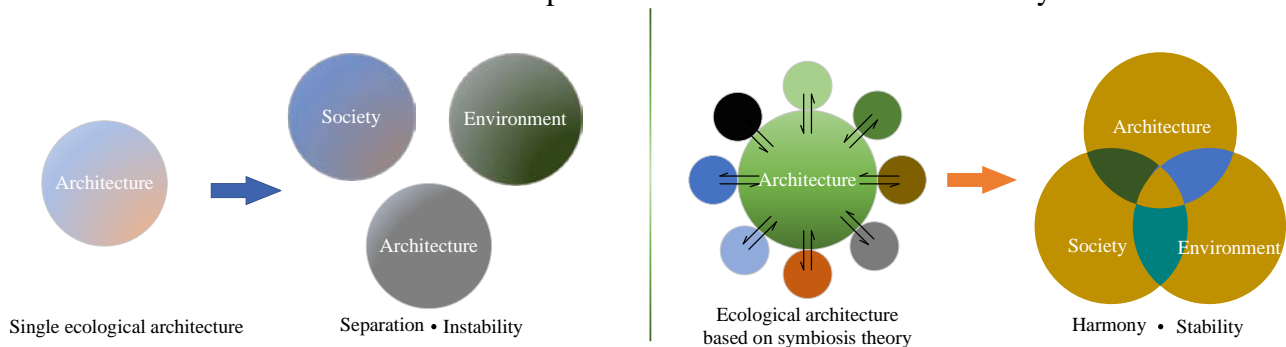 Society
Environment
Architecture
Architecture
Single ecological architecture
Separation • Instability
Architecture
Ecological architecture
based on symbiosis theory
Architecture
Society
Environment
Harmony • Stability